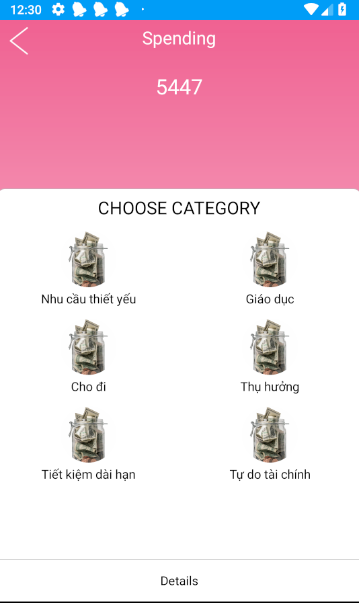 12:30
Spending
5447
CHOOSE CATEGORY
Nhu cầu thiết yếu
Giáo dục
Cho đi
Thụ hưởng
Tiết kiệm dài hạn
Tự do tài chính
Details